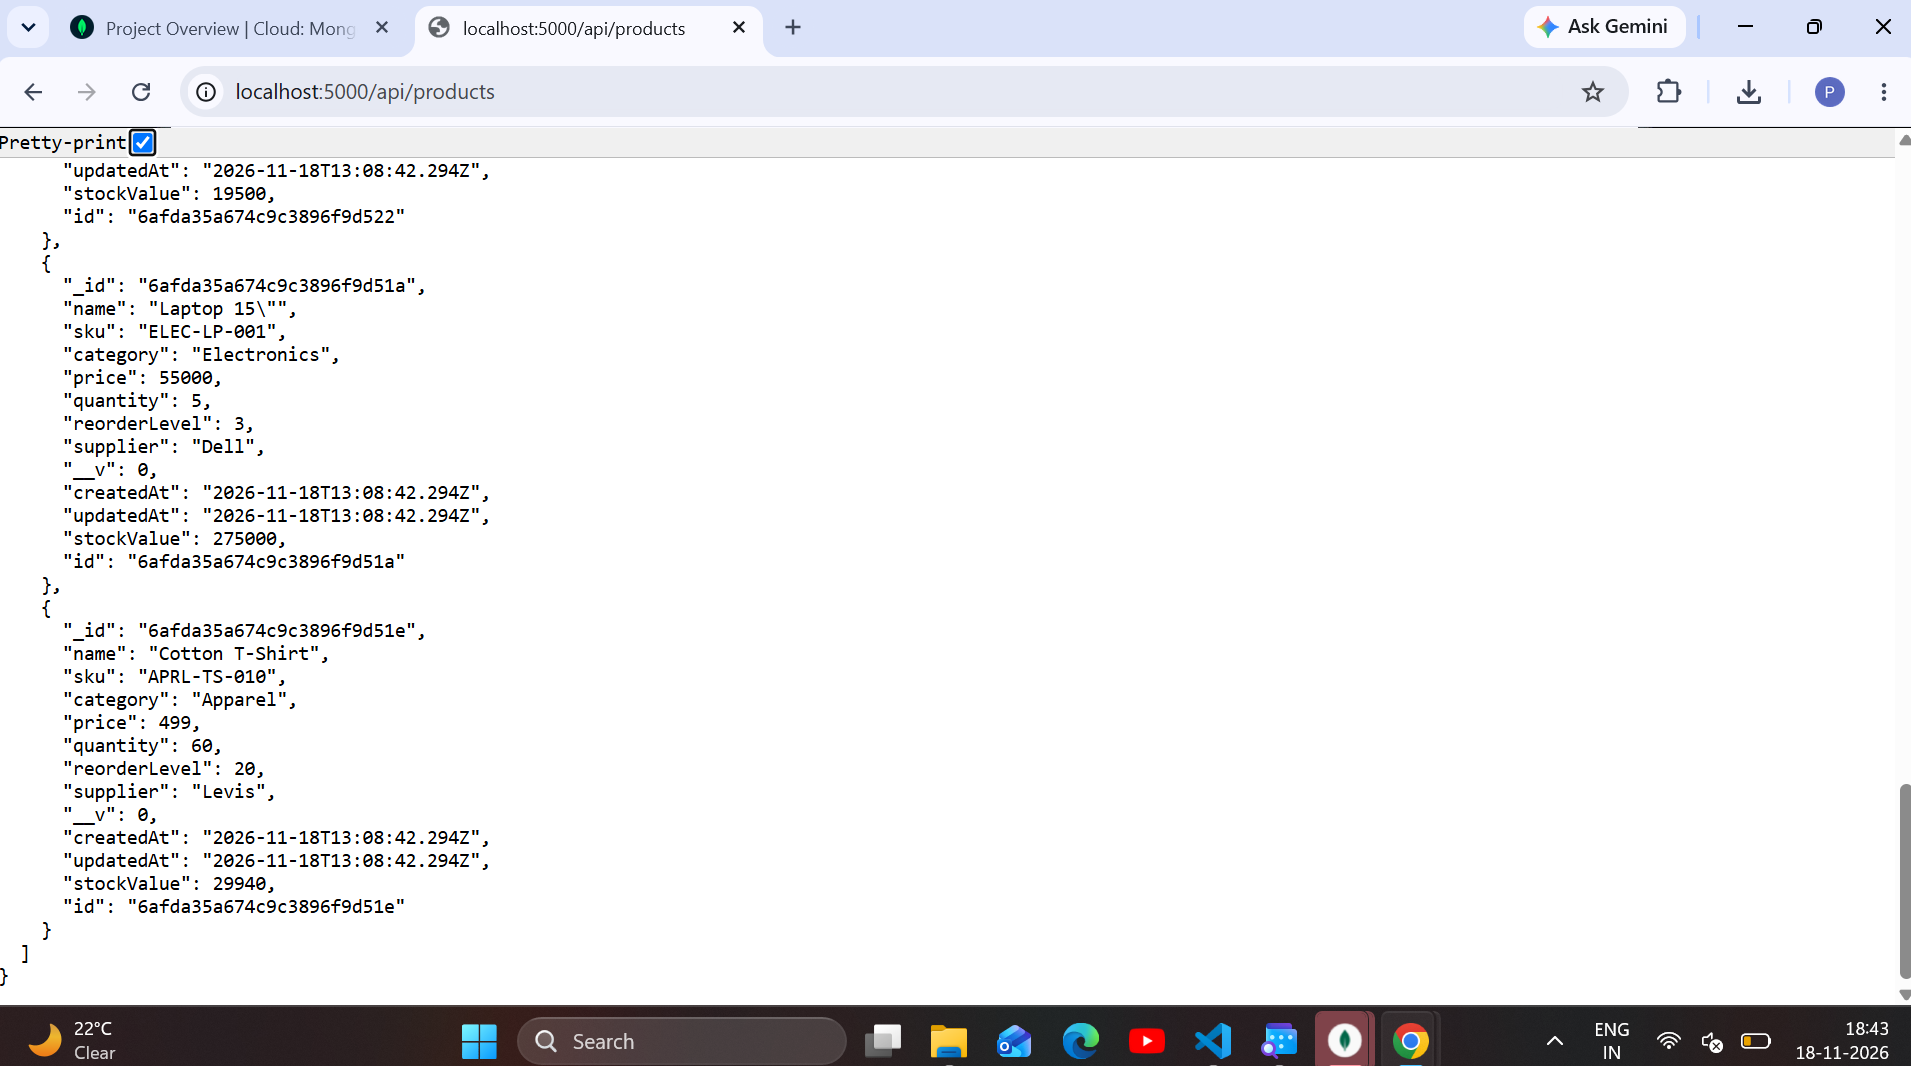 Project Overview | Cloud: Mong
localhost:5000/api/products
Ask Gemini
localhost:5000/api/products
P
Pretty-print
"updatedAt": "2026-11-18T13:08:42.294Z",
"stockValue": 19500,
"id": "6afda35a674c9c3896f9d522"
},
{
"_id": "6afda35a674c9c3896f9d51a",
"name": "Laptop 15\"",
"sku": "ELEC-LP-001",
"category": "Electronics",
"price": 55000,
"quantity": 5,
"reorderLevel": 3,
"supplier": "Dell",
"__v": 0,
"createdAt": "2026-11-18T13:08:42.294Z",
"updatedAt": "2026-11-18T13:08:42.294Z",
"stockValue": 275000,
"id": "6afda35a674c9c3896f9d51a"
},
{
"_id": "6afda35a674c9c3896f9d51e",
"name": "Cotton T-Shirt",
"sku": "APRL-TS-010",
"category": "Apparel",
"price": 499,
"quantity": 60,
"reorderLevel": 20,
"supplier": "Levis",
"__v": 0,
"createdAt": "2026-11-18T13:08:42.294Z",
"updatedAt": "2026-11-18T13:08:42.294Z",
"stockValue": 29940,
"id": "6afda35a674c9c3896f9d51e"
}
]
}
22°C
Clear
Search
ENG
IN
18:43
18-11-2026